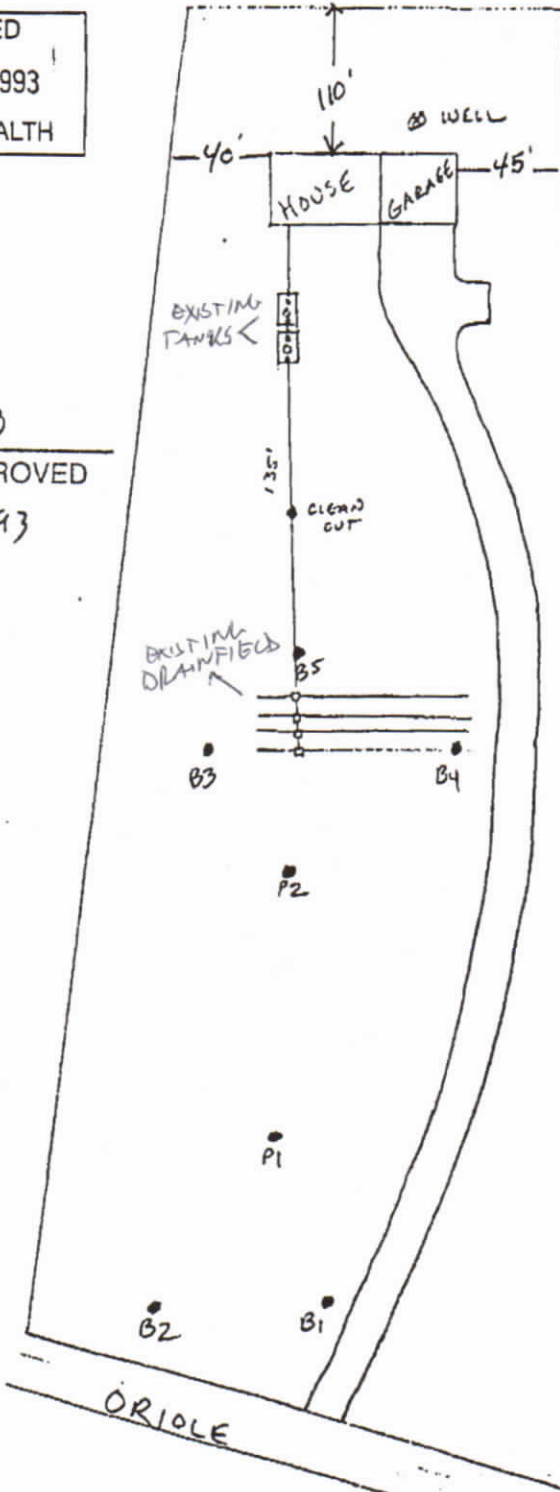 ED
993
ALTH
110'
WELL
40'
45'
HOUSE
GARAGE
EXISTING
TANKS
ROVED
93
135'
CLEAN
OUT
EXISTING
DRAINFIELD
B5
B3
B4
P2
P1
B2
B1
ORIOLE